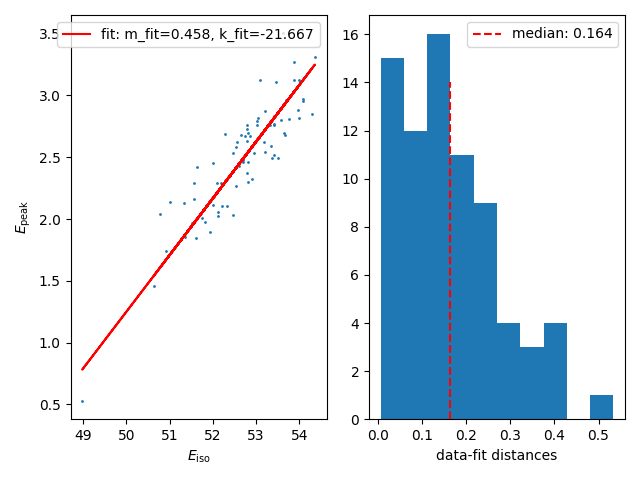 fit: m_fit=0.458, k_fit=-21.667
3.5
3.0
2.5
2.0
1.5
1.0
0.5
E_peak
49 50 51 52 53 54
E_iso
median: 0.164
16
14
12
10
8
6
4
2
0
0.0 0.1 0.2 0.3 0.4 0.5
data-fit distances